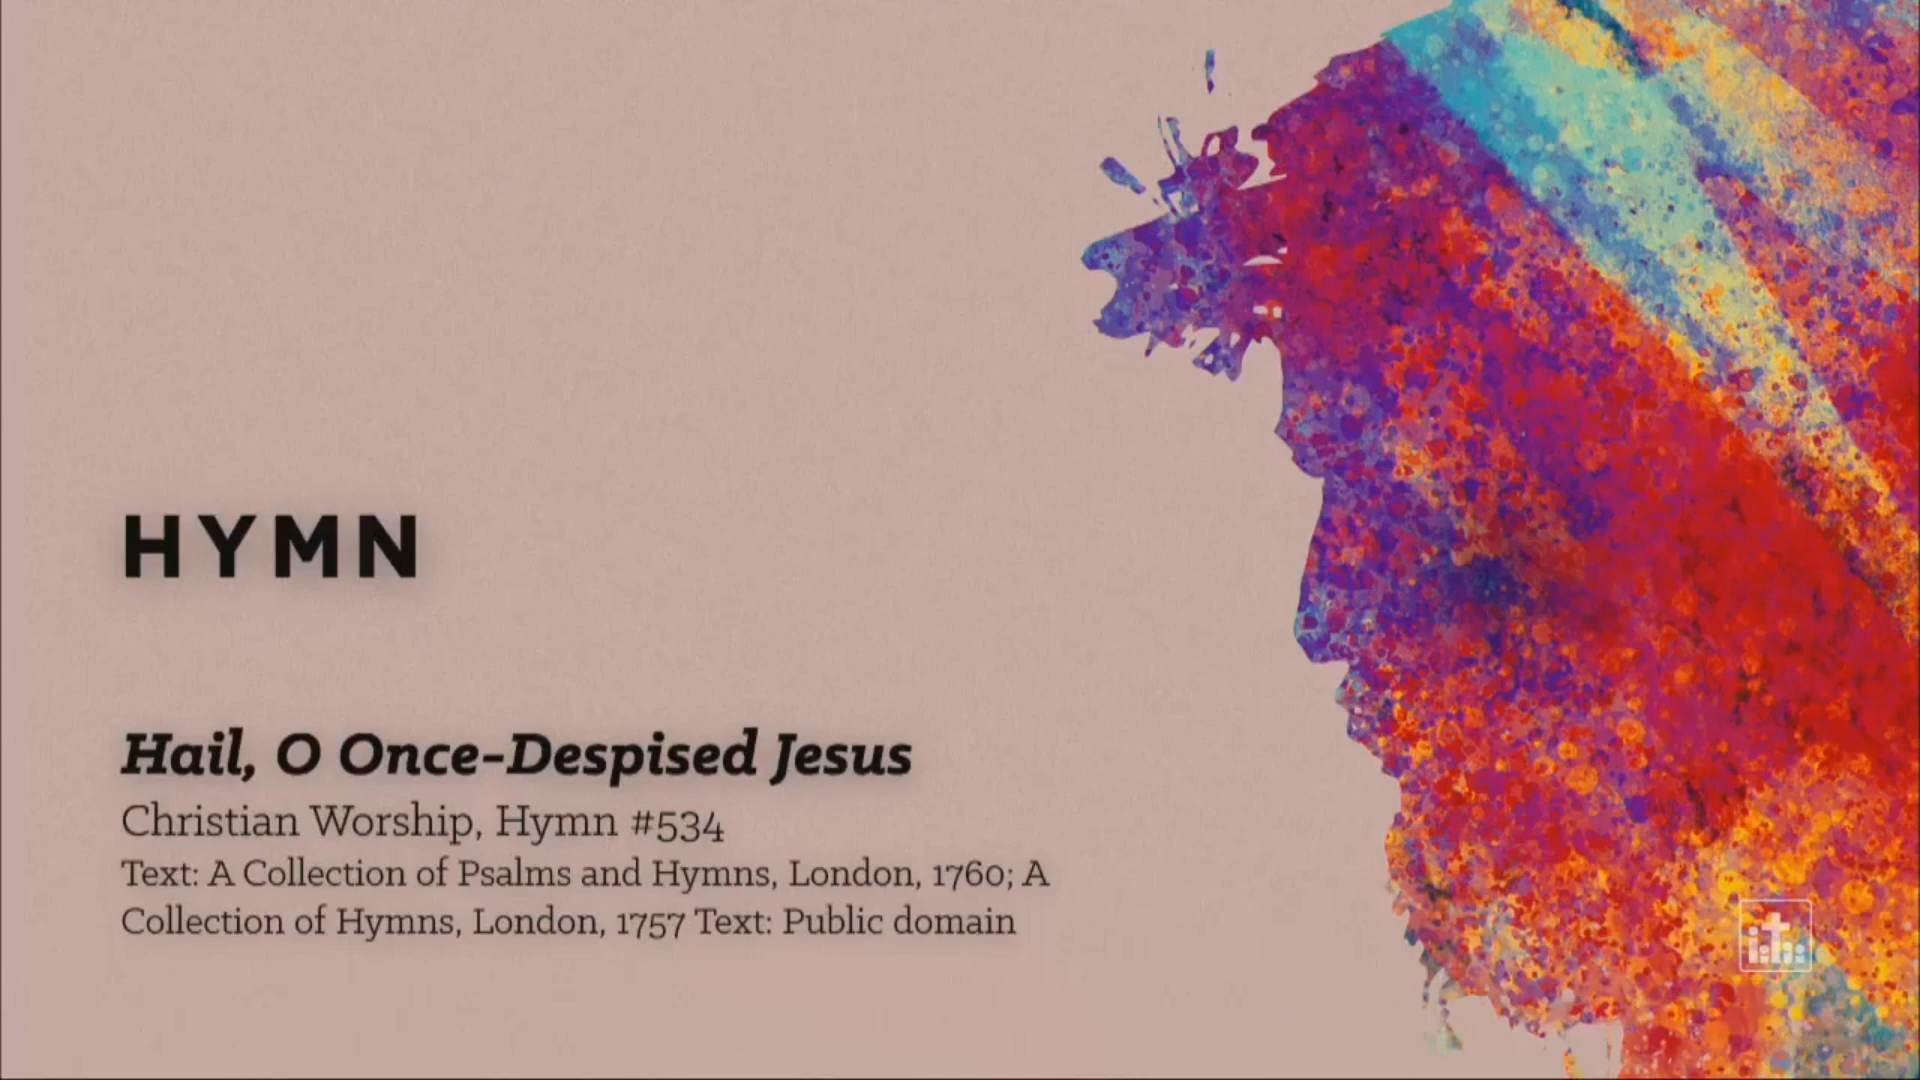 HYMN
Hail, O Once-Despised Jesus
Christian Worship, Hymn #534
Text: A Collection of Psalms and Hymns, London, 1760; A
Collection of Hymns, London, 1757 Text: Public domain